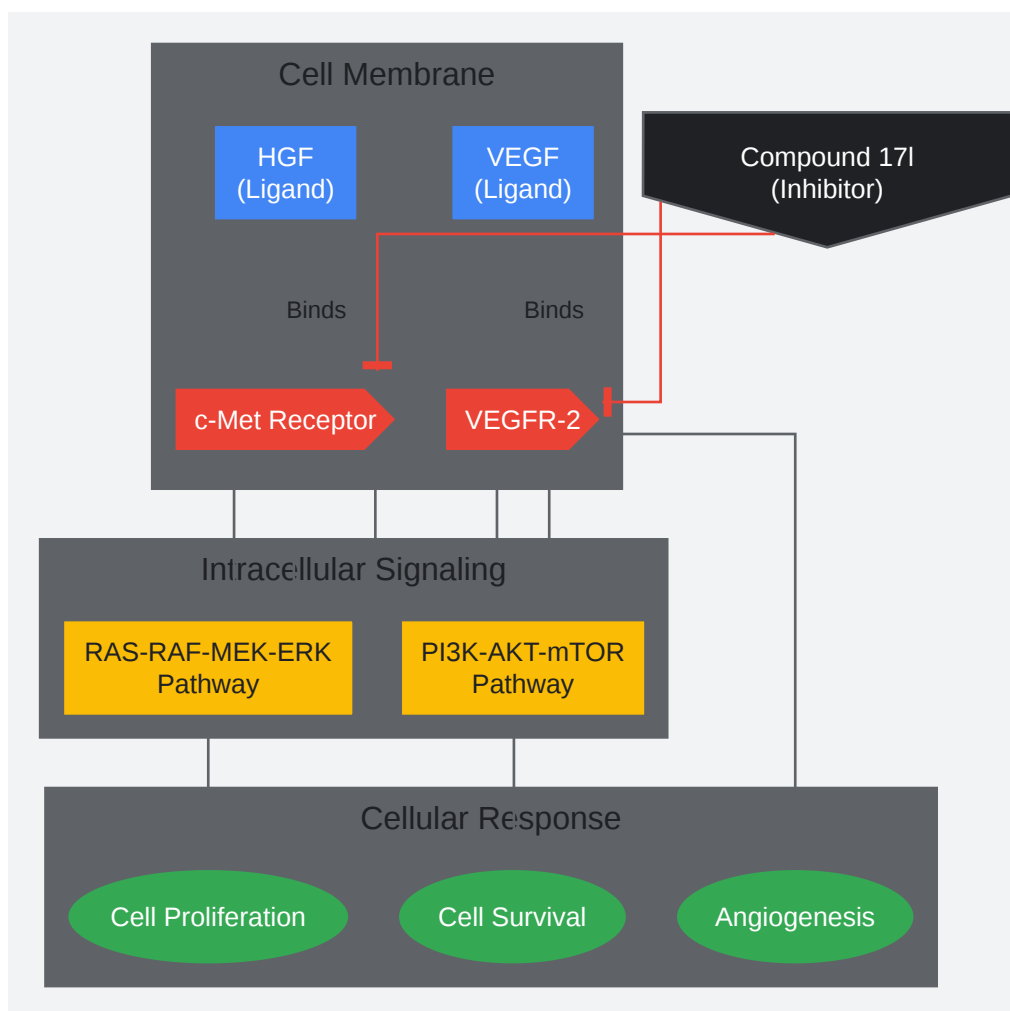 Cell Membrane
HGF
(Ligand)
VEGF
(Ligand)
Compound 17l
(Inhibitor)
Binds
Binds
c-Met Receptor
VEGFR-2
Intracellular Signaling
RAS-RAF-MEK-ERK
Pathway
PI3K-AKT-mTOR
Pathway
Cellular Response
Cell Proliferation
Cell Survival
Angiogenesis